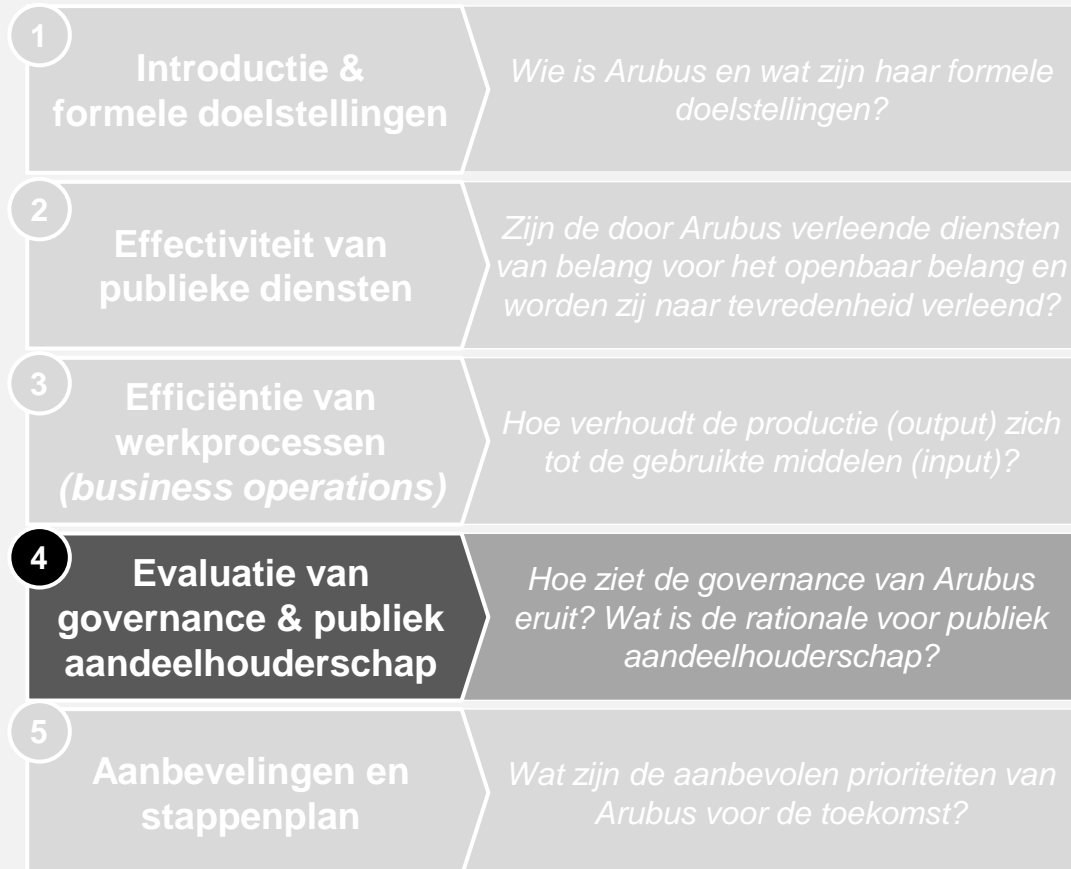 1
Introductie &
formele doelstellingen
Wie is Arubus en wat zijn haar formele
doelstellingen?
2
Effectiviteit van
publieke diensten
Zijn de door Arubus verleende diensten
van belang voor het openbaar belang en
worden zij naar tevredenheid verleend?
3
Efficiëntie van
werkprocessen
(business operations)
Hoe verhoudt de productie (output) zich
tot de gebruikte middelen (input)?
4
Evaluatie van
governance & publiek
aandeelhouderschap
Hoe ziet de governance van Arubus
eruit? Wat is de rationale voor publiek
aandeelhouderschap?
5
Aanbevelingen en
stappenplan
Wat zijn de aanbevolen prioriteiten van
Arubus voor de toekomst?